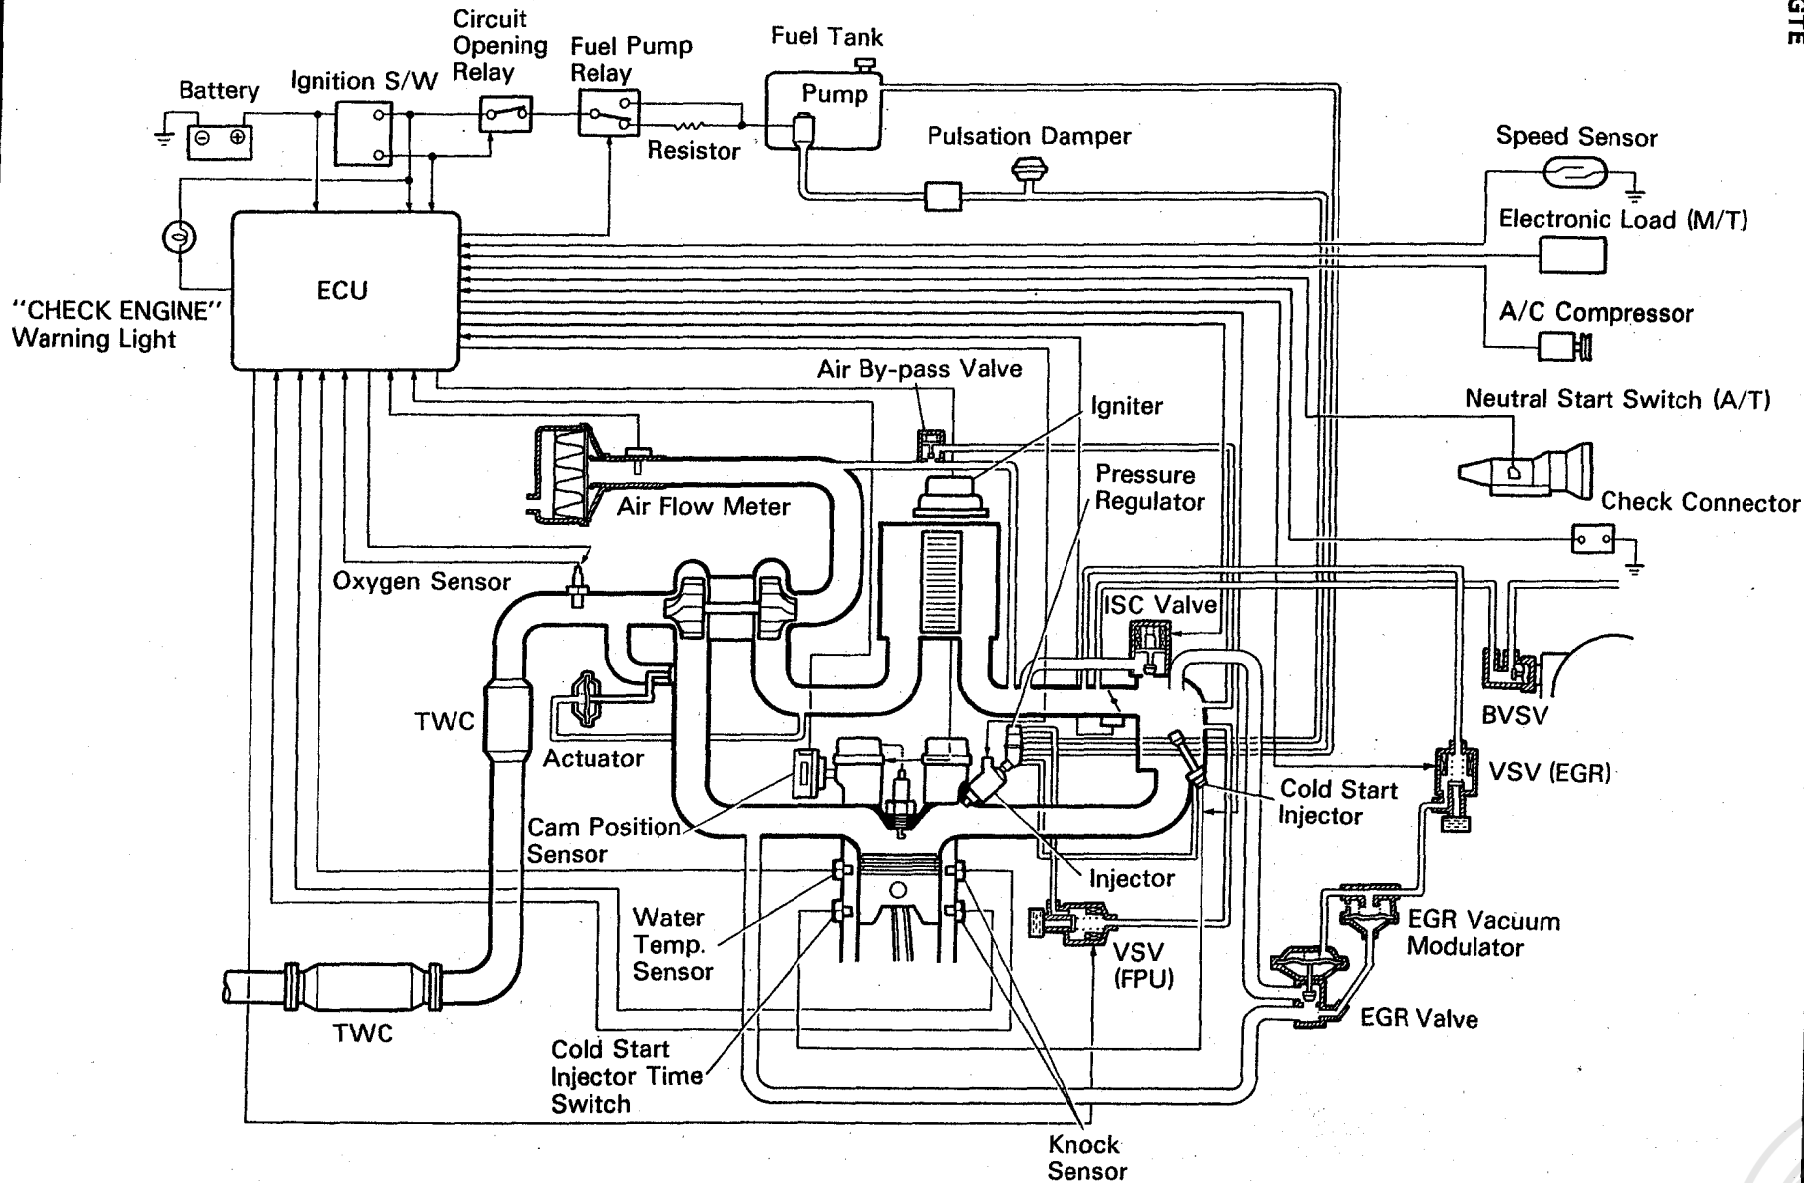 GTE
Circuit
Opening
Relay
Fuel Pump
Relay
Fuel Tank
Pump
Battery
Ignition S/W
Resistor
Pulsation Damper
Speed Sensor
Electronic Load (M/T)
ECU
"CHECK ENGINE"
Warning Light
A/C Compressor
Air By-pass Valve
Igniter
Neutral Start Switch (A/T)
Pressure
Regulator
Air Flow Meter
Check Connector
Oxygen Sensor
ISC Valve
TWC
Actuator
BVSV
VSV (EGR)
Cold Start
Injector
Cam Position
Sensor
Injector
Water
Temp.
Sensor
VSV
(FPU)
EGR Vacuum
Modulator
EGR Valve
TWC
Cold Start
Injector Time
Switch
Knock
Sensor